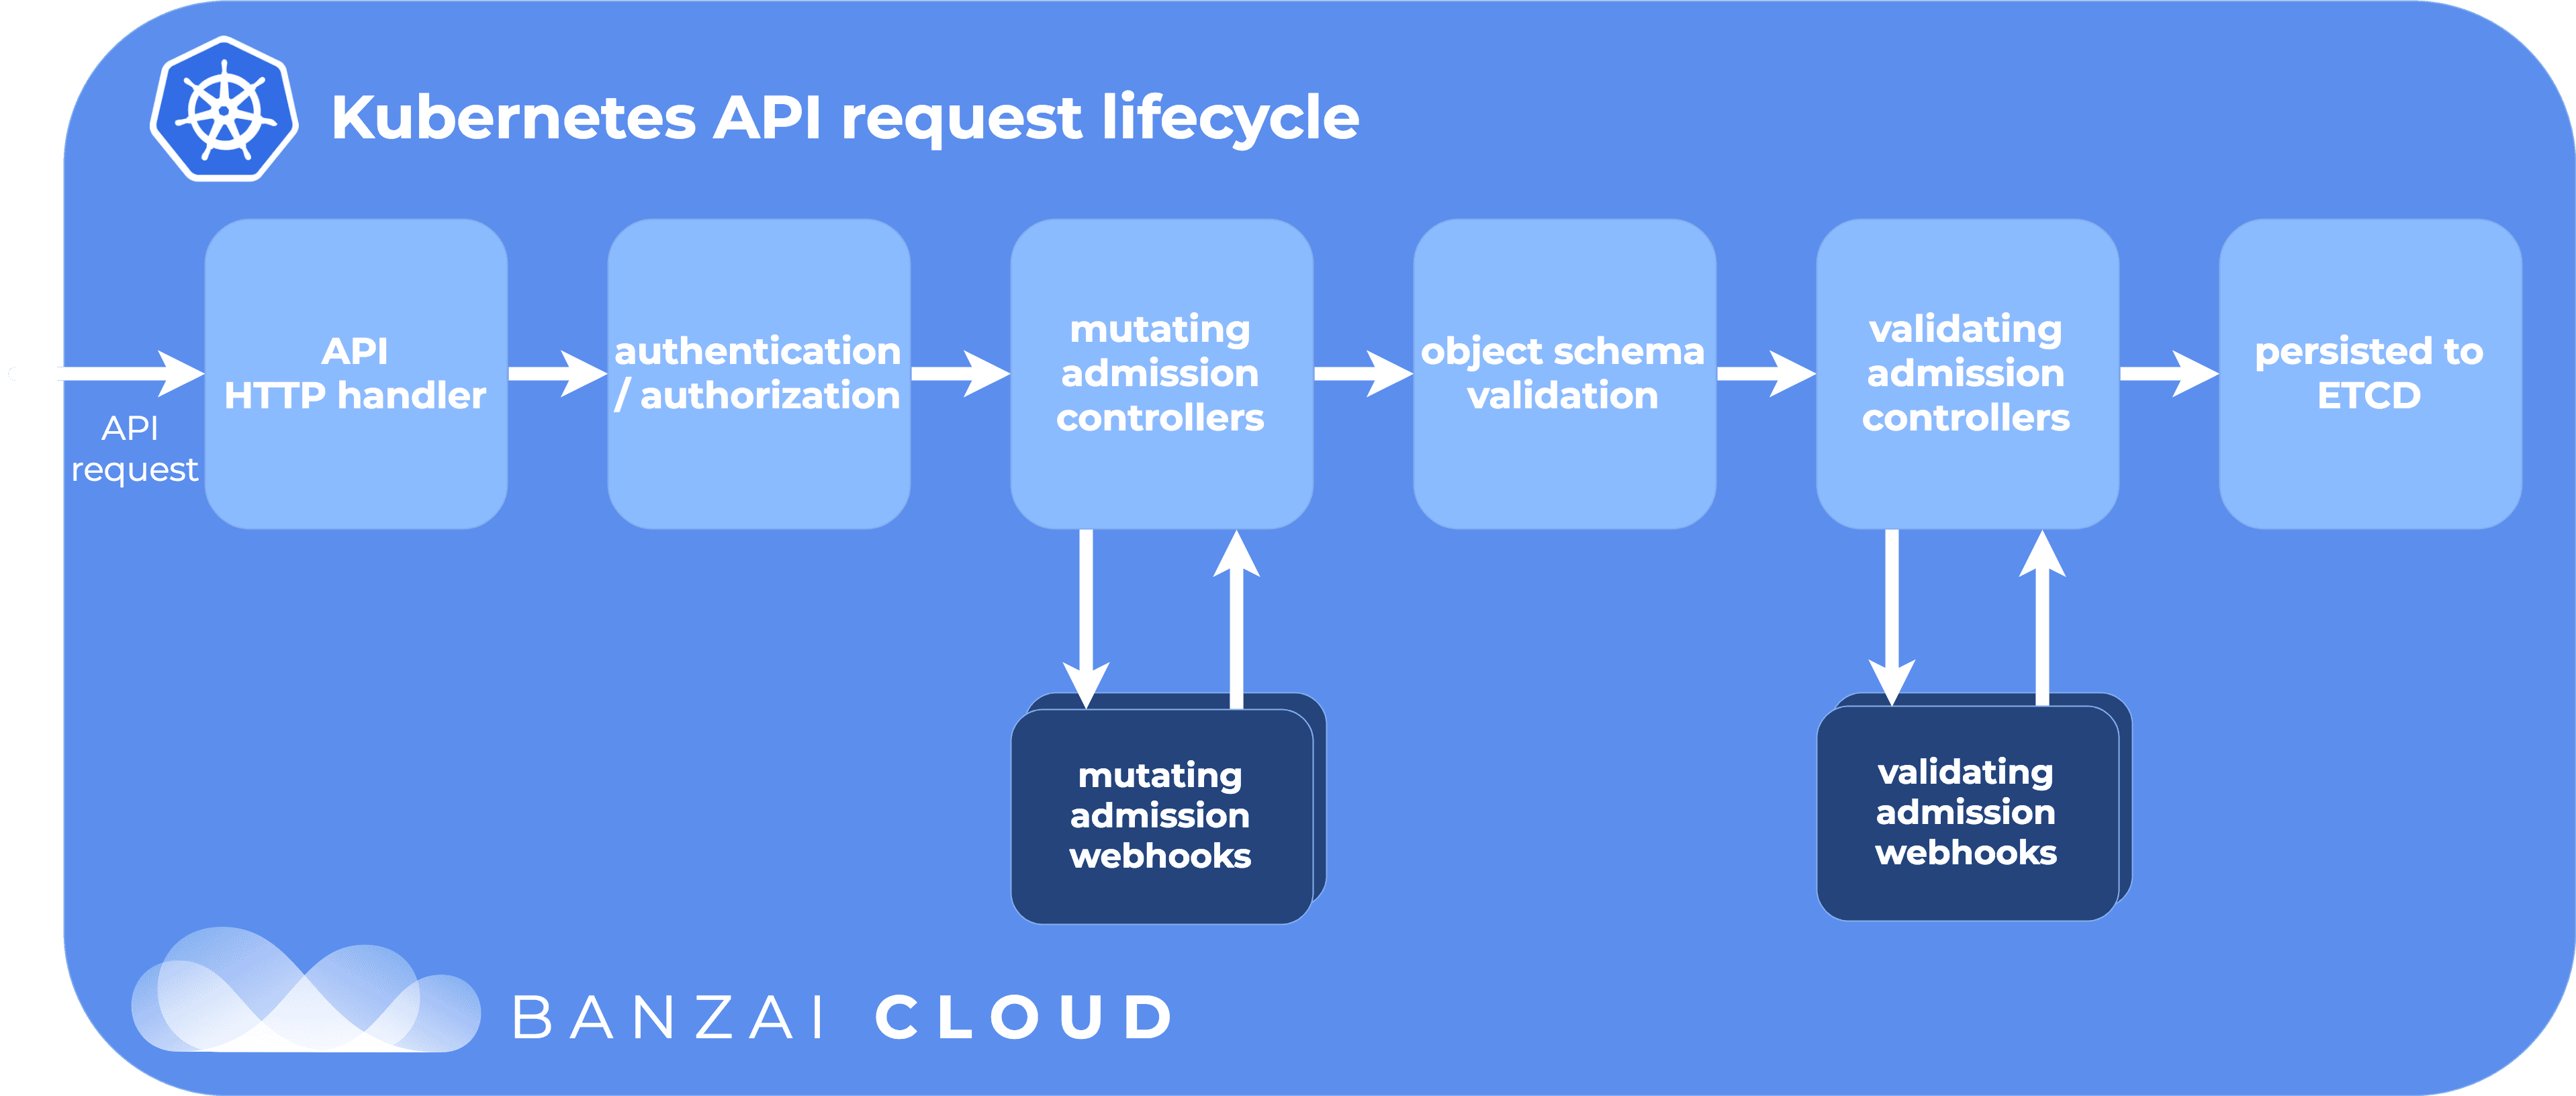 Kubernetes API request lifecycle
API
request
API
HTTP handler
authentication
/ authorization
mutating
admission
controllers
object schema
validation
validating
admission
controllers
persisted to
ETCD
mutating
admission
webhooks
validating
admission
webhooks
BANZAI CLOUD